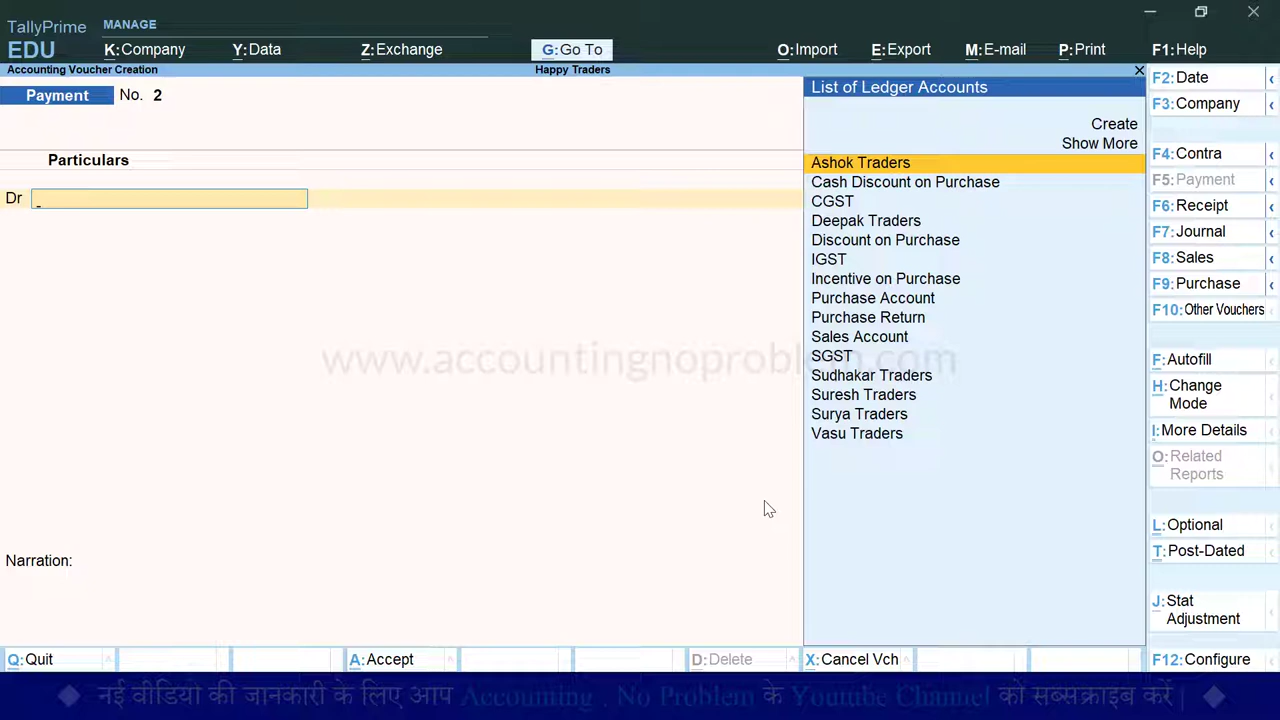 TallyPrime
MANAGE
EDU
K:Company
Y:Data
Z:Exchange
G:Go To
O:Import
E:Export
M:E-mail
P:Print
F1:Help
Accounting Voucher Creation
Happy Traders
Payment No. 2
Particulars
Dr
Narration:
List of Ledger Accounts
Create
Show More
Ashok Traders
Cash Discount on Purchase
CGST
Deepak Traders
Discount on Purchase
IGST
Incentive on Purchase
Purchase Account
Purchase Return
Sales Account
SGST
Sudhakar Traders
Suresh Traders
Surya Traders
Vasu Traders
www.accountingnoproblem.com
F2:Date
F3:Company
F4:Contra
F5:Payment
F6:Receipt
F7:Journal
F8:Sales
F9:Purchase
F10:Other Vouchers
F:Autofill
H:Change
Mode
I:More Details
O:Related
Reports
L:Optional
T:Post-Dated
J:Stat
Adjustment
Q:Quit
A:Accept
D:Delete
X:Cancel Vch
F12:Configure
नई वीडियो की जानकारी के लिए आप Accounting . No Problem के Youtube Channel कों सब्सक्राइब करें |